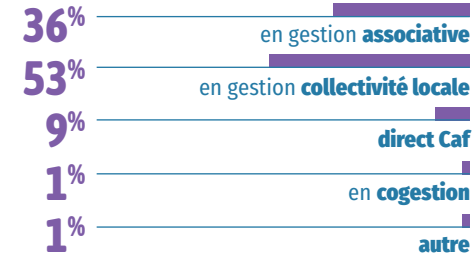 36%
en gestion associative
53%
en gestion collectivité locale
9%
direct Caf
1%
en cogestion
1%
autre